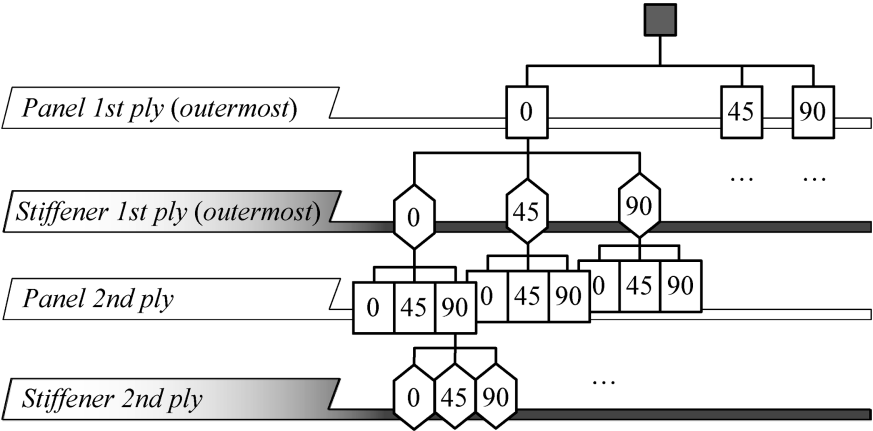 Panel 1st ply (outermost) 0 45 90
... ...
Stiffener 1st ply (outermost) 0 45 90
Panel 2nd ply 0 45 90 0 45 90 0 45 90
Stiffener 2nd ply 0 45 90 ...